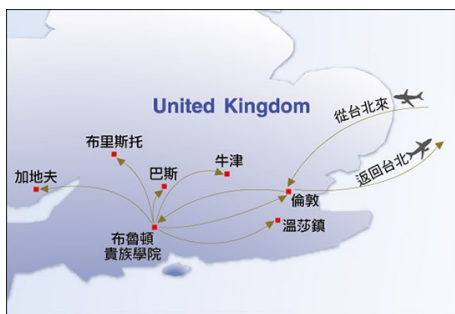 United Kingdom
從台北來
返回台北
布里斯托
巴斯
牛津
加地夫
倫敦
溫莎鎮
布魯頓
貴族學院